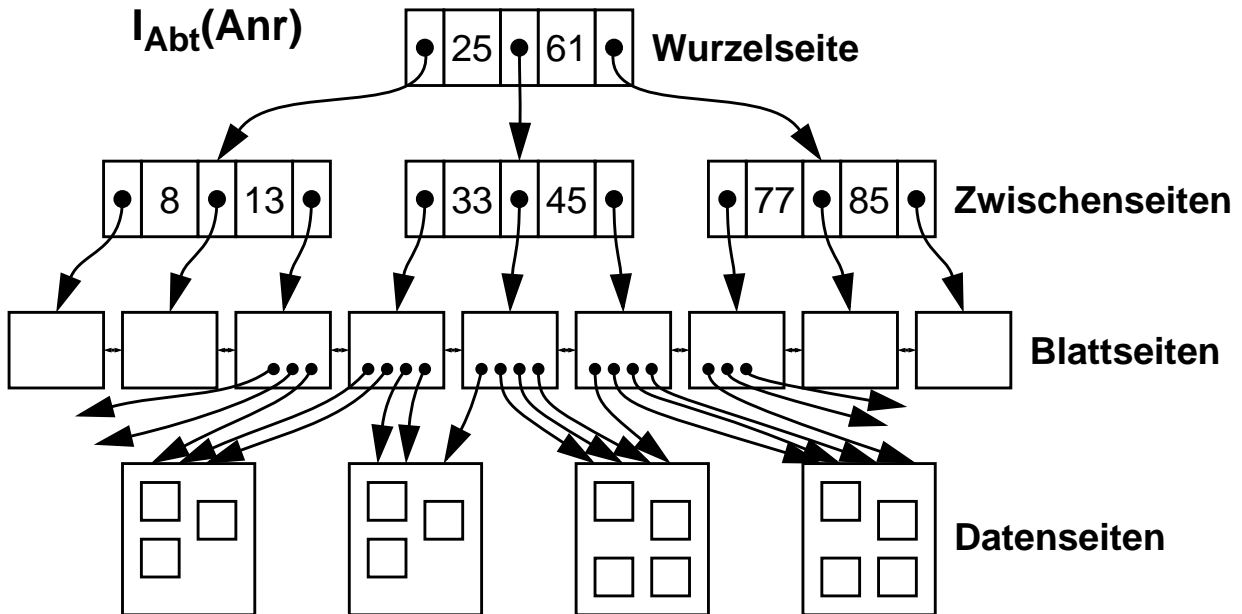 I_Abt(Anr)
25 61 Wurzelseite
8 13 33 45 77 85 Zwischenseiten
Blattseiten
Datenseiten